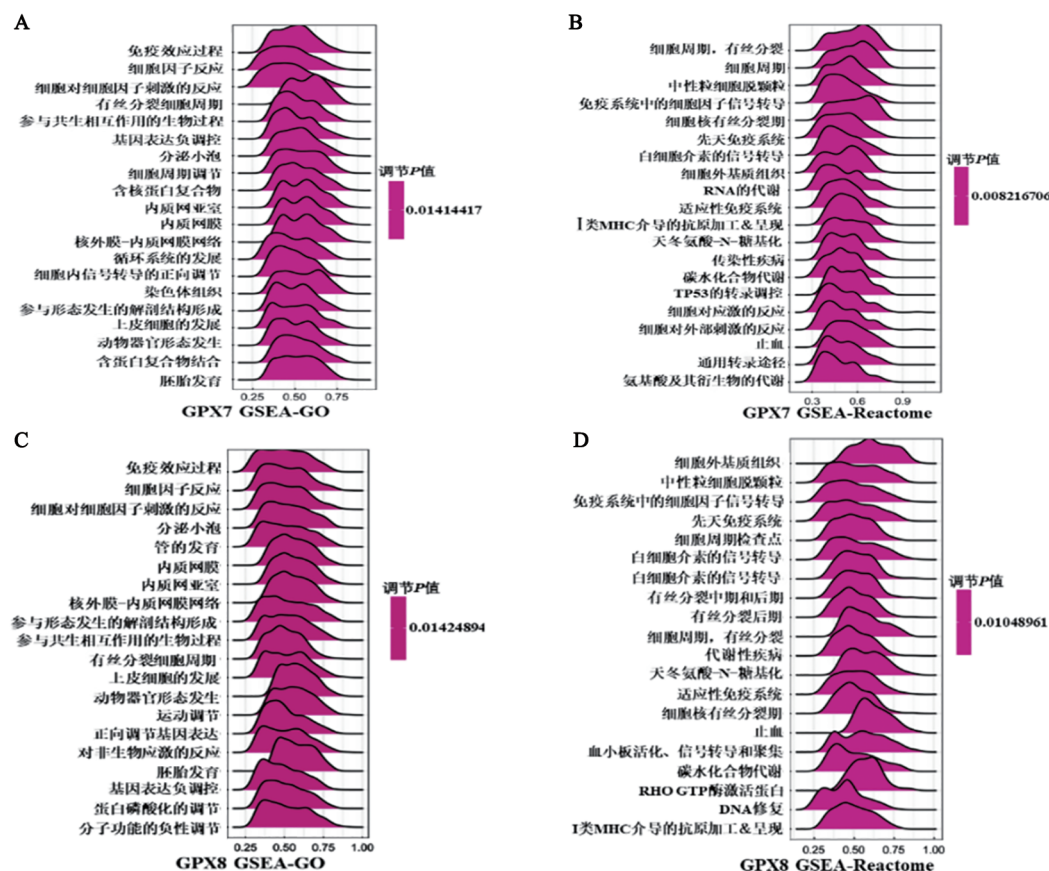 A
免疫效应过程
细胞因子反应
细胞对细胞因子刺激的反应
有丝分裂细胞周期
参与共生相互作用的生物过程
基因表达负调控
分泌小泡
细胞周期调节
含核蛋白复合物
内质网亚室
内质网膜
核外膜-内质网膜网络
循环系统的发展
细胞内信号转导的正向调节
染色体组织
参与形态发生的解剖结构形成
上皮细胞的发展
动物器官形态发生
含蛋白复合物结合
胚胎发育
0.25 0.50 0.75
GPX7 GSEA-GO
调节P值
0.01414417
B
细胞周期，有丝分裂
细胞周期
中性粒细胞脱颗粒
免疫系统中的细胞因子信号转导
细胞核有丝分裂期
先天免疫系统
白细胞介素的信号转导
细胞外基质组织
RNA的代谢
适应性免疫系统
I类MHC介导的抗原加工&呈现
天冬氨酸-N-糖基化
传染性疾病
碳水化合物代谢
TP53的转录调控
细胞对应激的反应
细胞对外部刺激的反应
止血
通用转录途径
氨基酸及其衍生物的代谢
0.3 0.6 0.9
GPX7 GSEA-Reactome
调节P值
0.008216706
C
免疫效应过程
细胞因子反应
细胞对细胞因子刺激的反应
分泌小泡
管的发育
内质网膜
内质网亚室
核外膜-内质网膜网络
参与形态发生的解剖结构形成
参与共生相互作用的生物过程
有丝分裂细胞周期
上皮细胞的发展
动物器官形态发生
运动调节
正向调节基因表达
对非生物应激的反应
胚胎发育
基因表达负调控
蛋白磷酸化的调节
分子功能的负性调节
0.25 0.50 0.75 1.00
GPX8 GSEA-GO
调节P值
0.01424894
D
细胞外基质组织
中性粒细胞脱颗粒
免疫系统中的细胞因子信号转导
先天免疫系统
细胞周期检查点
白细胞介素的信号转导
白细胞介素的信号转导
有丝分裂中期和后期
有丝分裂后期
细胞周期，有丝分裂
代谢性疾病
天冬氨酸-N-糖基化
适应性免疫系统
细胞核有丝分裂期
止血
血小板活化、信号转导和聚集
碳水化合物代谢
RHO GTP酶激活蛋白
DNA修复
I类MHC介导的抗原加工&呈现
0.25 0.50 0.75 1.00
GPX8 GSEA-Reactome
调节P值
0.01048961